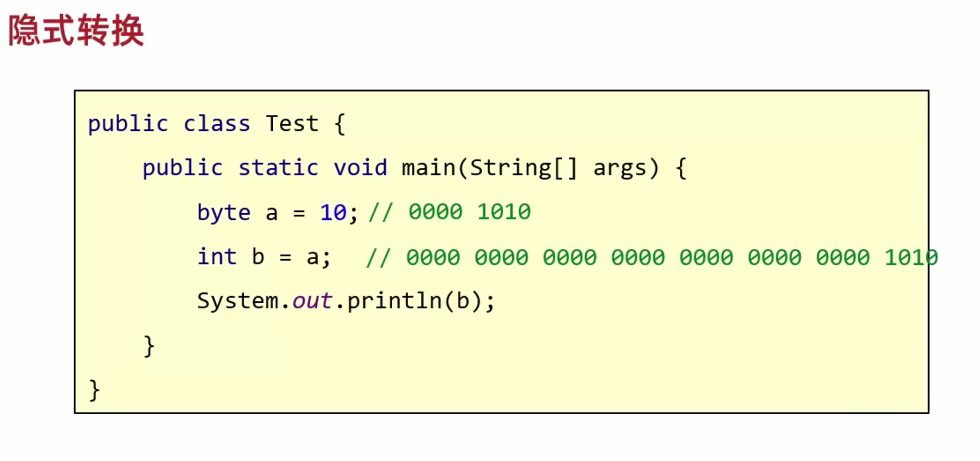 隐式转换
public class Test {
public static void main(String[] args) {
byte a = 10; // 0000 1010
int b = a; // 0000 0000 0000 0000 0000 0000 0000 1010
System.out.println(b);
}
}